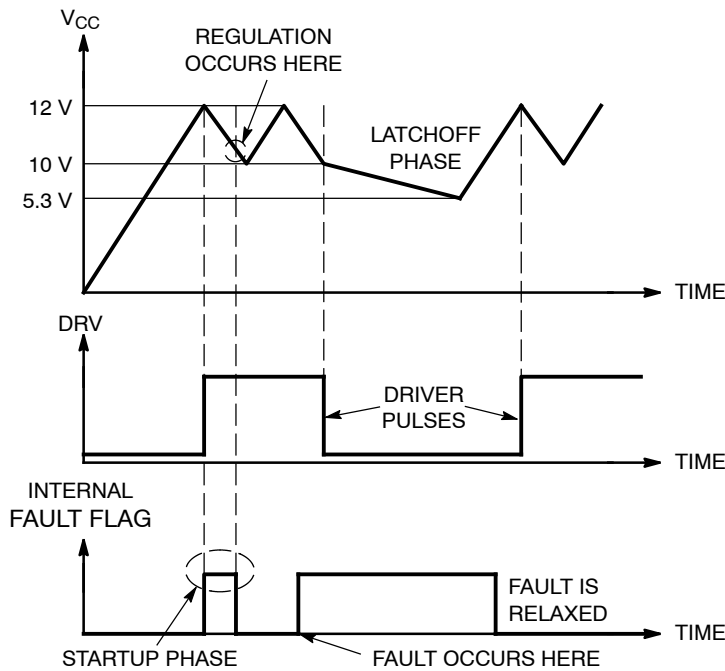 V_CC
REGULATION
OCCURS HERE
12 V
LATCHOFF
PHASE
10 V
5.3 V
TIME
DRV
DRIVER
PULSES
TIME
INTERNAL
FAULT FLAG
FAULT IS
RELAXED
TIME
STARTUP PHASE
FAULT OCCURS HERE